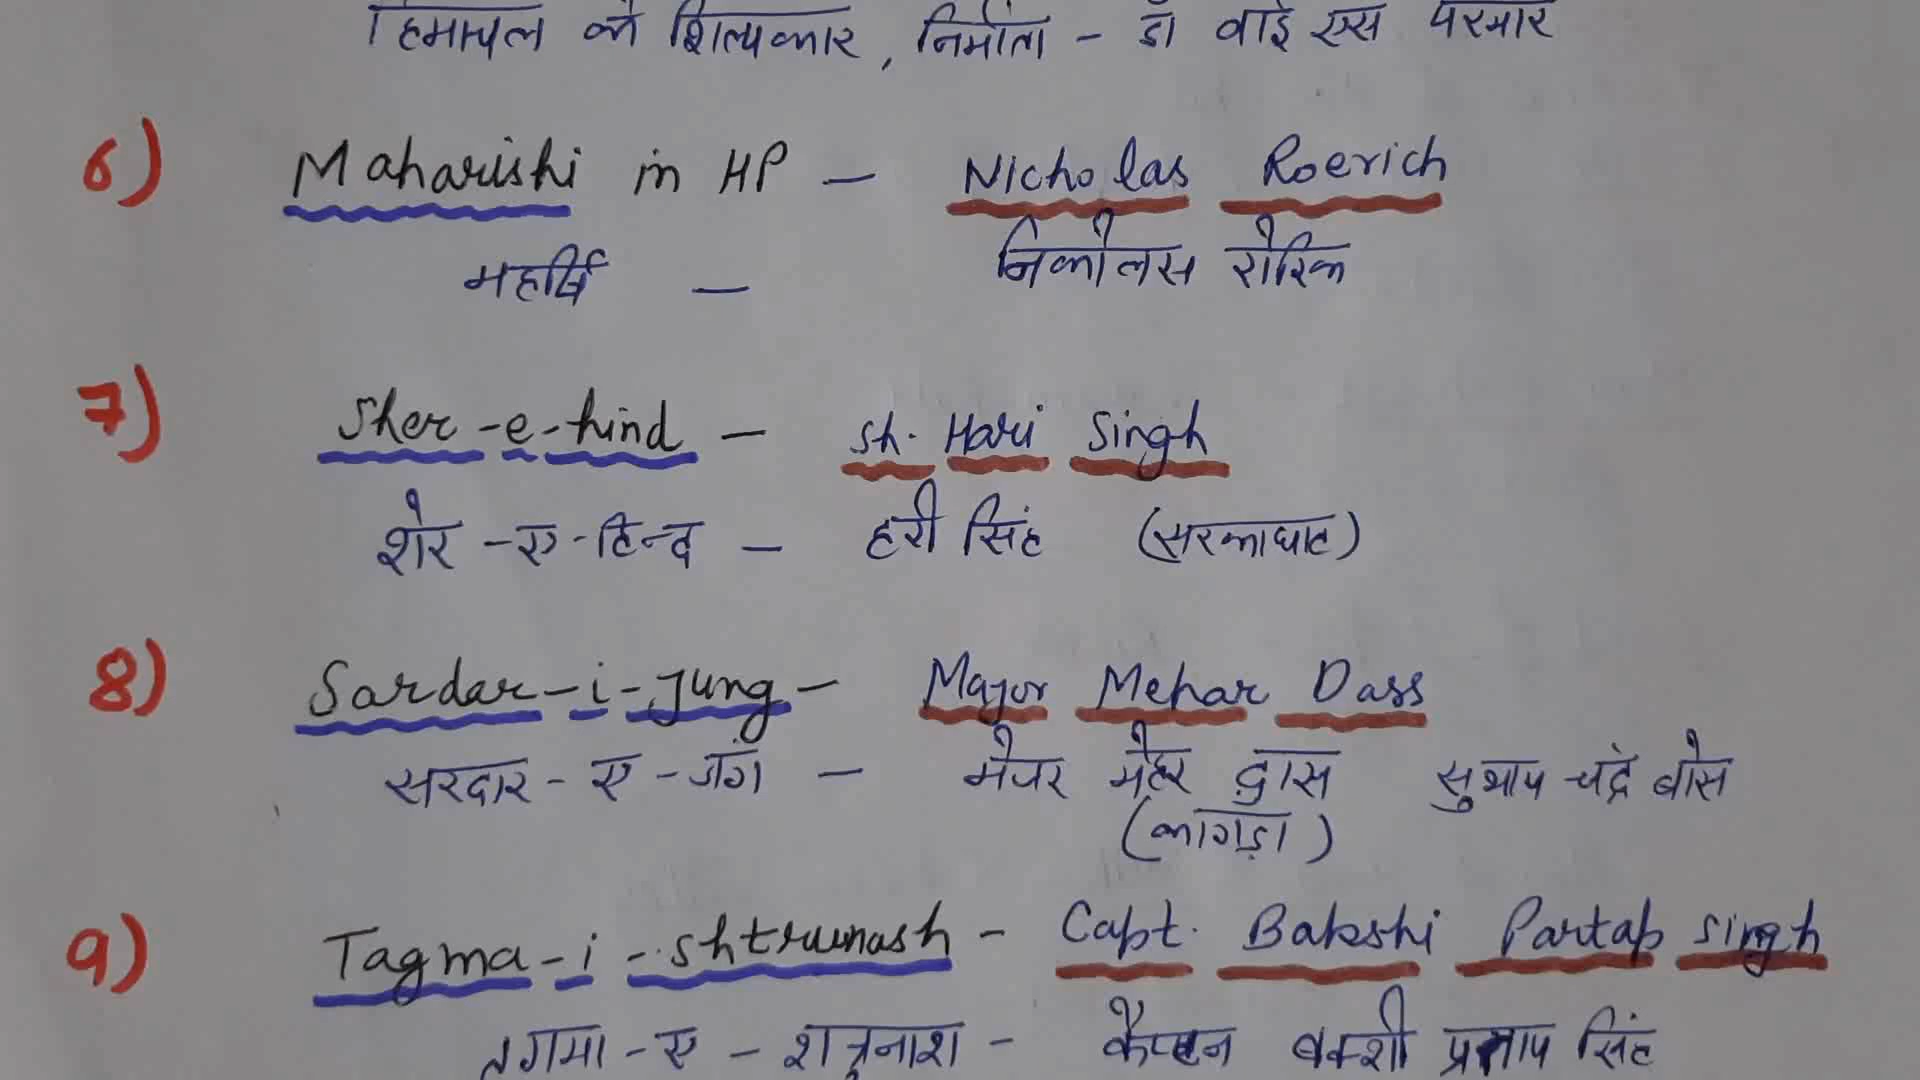 हिमाचल के शिल्पकार, निर्माता - डॉ वाई एस परमार
6) Maharishi in HP - Nicholas Roerich
महर्षि - निकोलस रोरिक
7) Sher-e-hind - Sh. Hari Singh
शेर-ए-हिन्द - हरी सिंह (सरकाघाट)
8) Sardar-i-Jung - Major Mehar Dass
सरदार-ए-जंग - मेजर मेहर दास सुभाष चंद्र बोस
(कांगड़ा)
9) Tagma-i-shtrunash - Capt. Bakshi Partap Singh
तगमा-ए-शत्रुनाश - कैप्टन बक्शी प्रताप सिंह